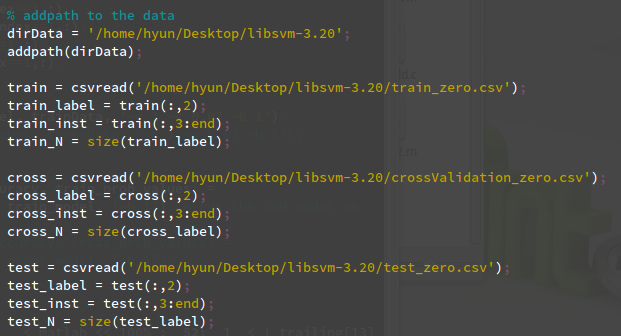 % addpath to the data
dirData = '/home/hyun/Desktop/libsvm-3.20';
addpath(dirData);
train = csvread('/home/hyun/Desktop/libsvm-3.20/train_zero.csv');
train_label = train(:,2);
train_inst = train(:,3:end);
train_N = size(train_label);
cross = csvread('/home/hyun/Desktop/libsvm-3.20/crossValidation_zero.csv');
cross_label = cross(:,2);
cross_inst = cross(:,3:end);
cross_N = size(cross_label);
test = csvread('/home/hyun/Desktop/libsvm-3.20/test_zero.csv');
test_label = test(:,2);
test_inst = test(:,3:end);
test_N = size(test_label);